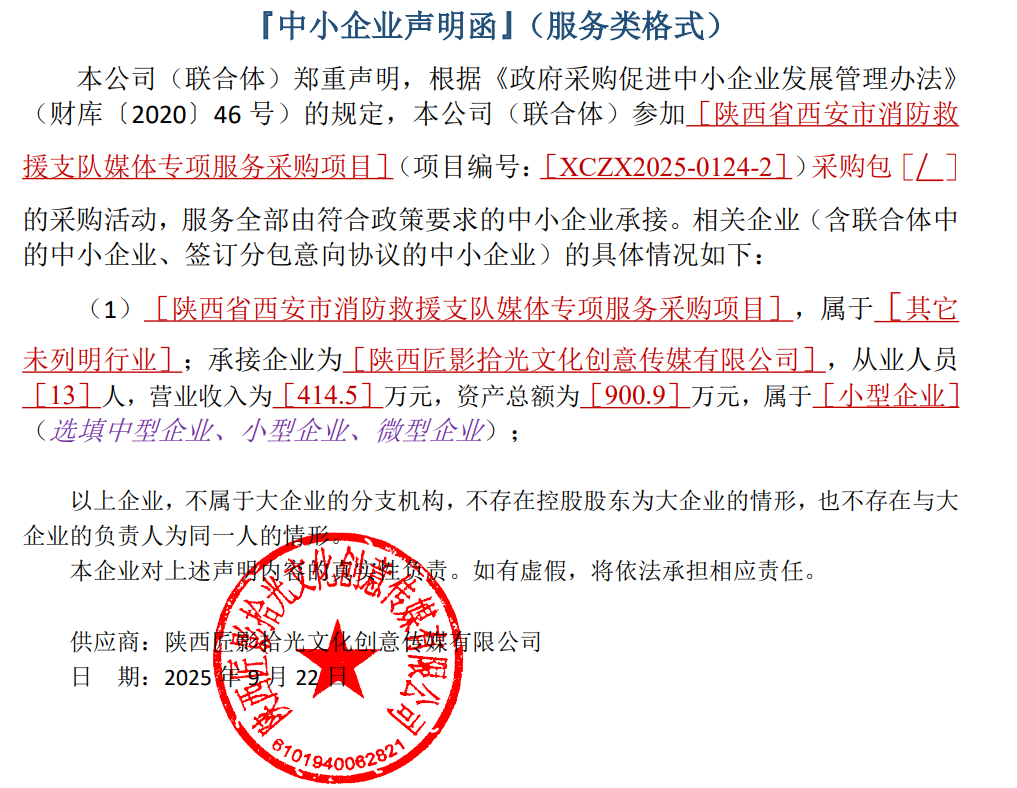 『中小企业声明函』（服务类格式）
本公司（联合体）郑重声明，根据《政府采购促进中小企业发展管理办法》
（财库〔2020〕46 号）的规定，本公司（联合体）参加［陕西省西安市消防救
援支队媒体专项服务采购项目］（项目编号：［XCZX2025-0124-2］）采购包［/ ］
的采购活动，服务全部由符合政策要求的中小企业承接。相关企业（含联合体中
的中小企业、签订分包意向协议的中小企业）的具体情况如下：
（1）［陕西省西安市消防救援支队媒体专项服务采购项目］，属于［其它
未列明行业］；承接企业为［陕西匠影拾光文化创意传媒有限公司］，从业人员
［13］人，营业收入为［414.5］万元，资产总额为［900.9］万元，属于［小型企业］
（选填中型企业、小型企业、微型企业）；
以上企业，不属于大企业的分支机构，不存在控股股东为大企业的情形，也不存在与大
企业的负责人为同一人的情形。
本企业对上述声明内容的真实性负责。如有虚假，将依法承担相应责任。
供应商：陕西匠影拾光文化创意传媒有限公司
日 期：2025 年 9 月 22 日
陕西匠影拾光文化创意传媒有限公司
6101940062821